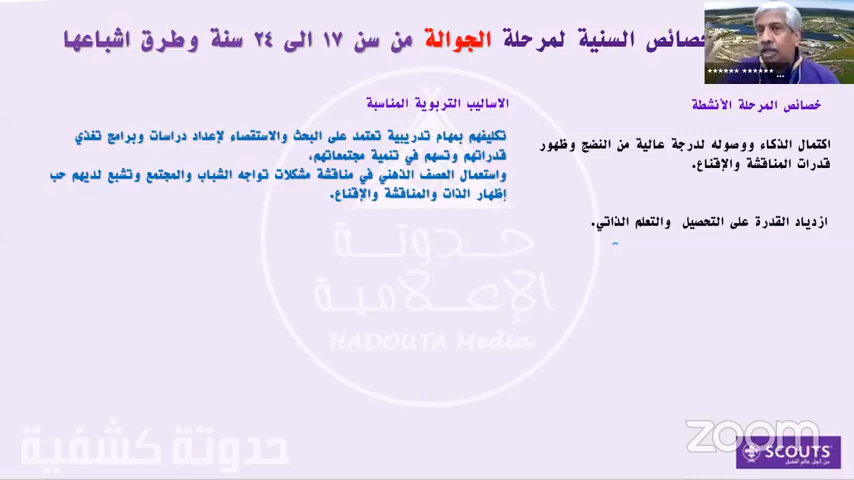 خصائص السنية لمرحلة الجوالة من سن ١٧ الى ٢٤ سنة وطرق اشباعها
****** ****** ...
خصائص المرحلة الأنشطة
الاساليب التربوية المناسبة
اكتمال الذكاء ووصوله لدرجة عالية من النضج وظهور
قدرات المناقشة والإقناع.
تكليفهم بمهام تدريبية تعتمد على البحث والاستقصاء لإعداد دراسات وبرامج تغذي
قدراتهم وتسهم في تنمية مجتمعاتهم،
واستعمال العصف الذهني في مناقشة مشكلات تواجه الشباب والمجتمع وتشبع لديهم حب
إظهار الذات والمناقشة والإقناع.
ازدياد القدرة على التحصيل والتعلم الذاتي.
حدوتة
الإعلامية
HADOUTA Media
حدوتة كشفية
zoom
SCOUTS
من أجل عالم أفضل